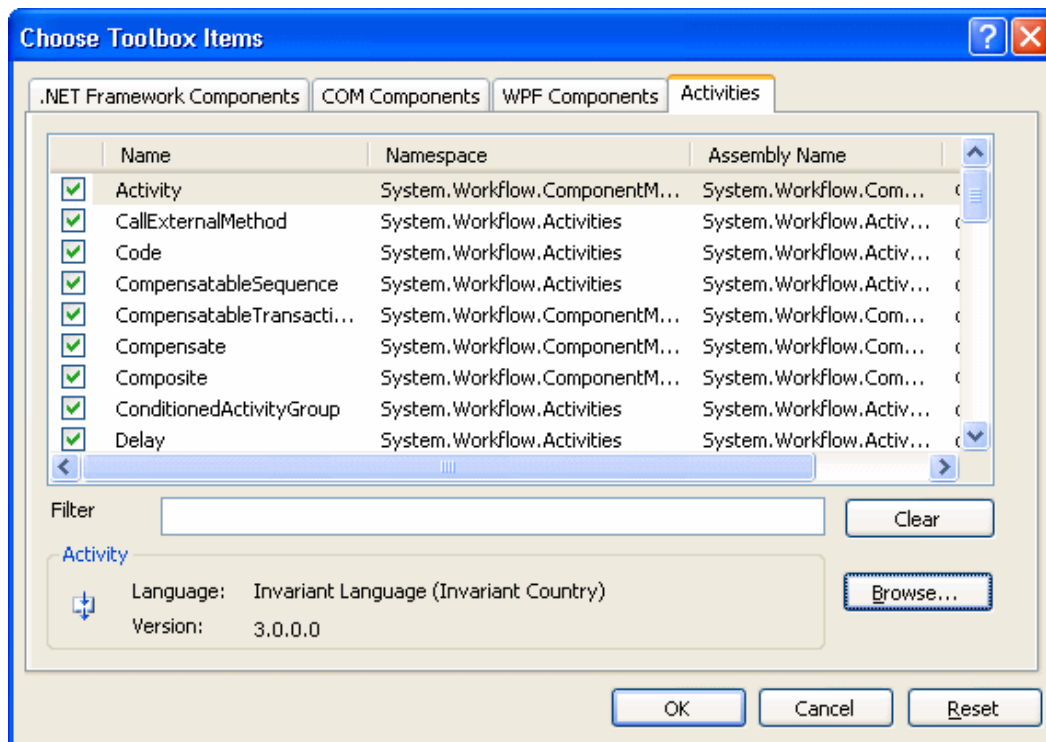 Choose Toolbox Items
.NET Framework Components COM Components WPF Components Activities
Name Namespace Assembly Name
Activity System.Workflow.ComponentM... System.Workflow.Com...
CallExternalMethod System.Workflow.Activities System.Workflow.Activ...
Code System.Workflow.Activities System.Workflow.Activ...
CompensatableSequence System.Workflow.Activities System.Workflow.Activ...
CompensatableTransacti... System.Workflow.ComponentM... System.Workflow.Com...
Compensate System.Workflow.ComponentM... System.Workflow.Com...
Composite System.Workflow.ComponentM... System.Workflow.Com...
ConditionedActivityGroup System.Workflow.Activities System.Workflow.Activ...
Delay System.Workflow.Activities System.Workflow.Activ...
Filter Clear
Activity
Language: Invariant Language (Invariant Country) Browse...
Version: 3.0.0.0
OK Cancel Reset